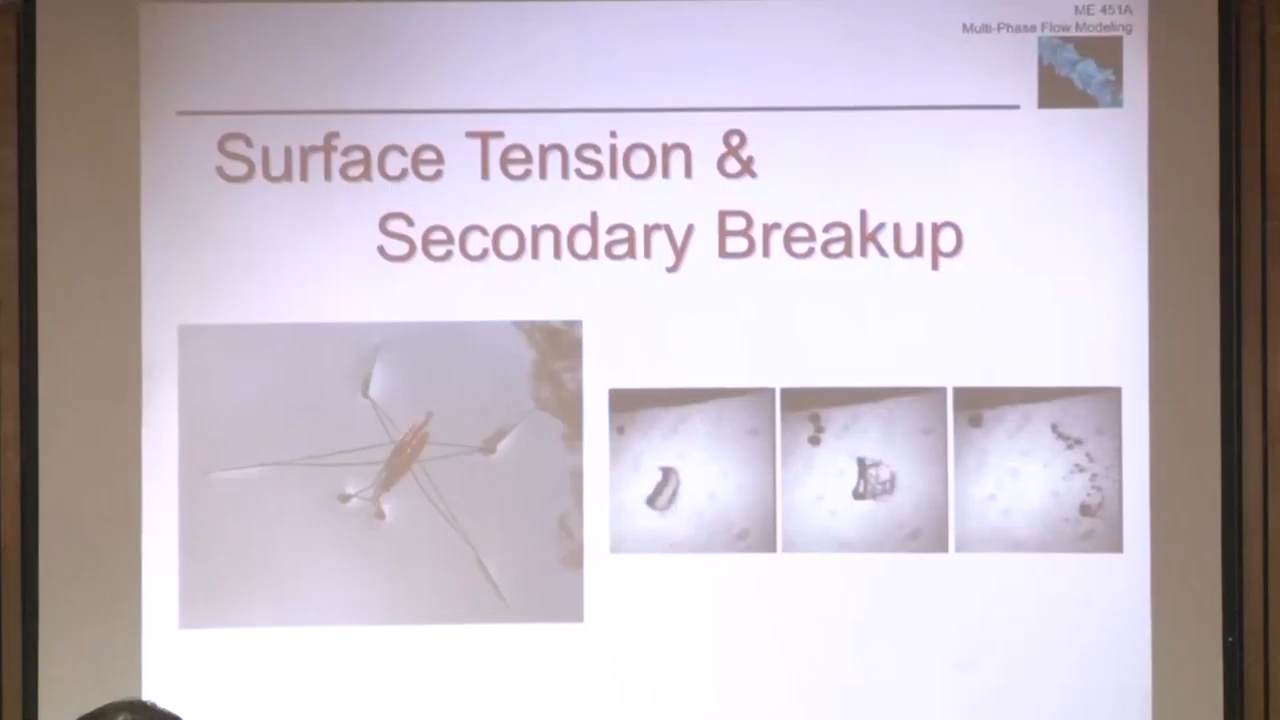 ME 451A
Multi-Phase Flow Modeling
Surface Tension &
Secondary Breakup